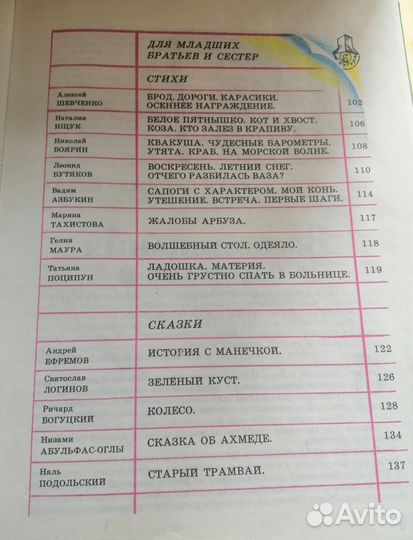 ДЛЯ МЛАДШИХ
БРАТЬЕВ И СЕСТЕР
СТИХИ
Алексей
ШЕВЧЕНКО
БРОД. ДОРОГИ. КАРАСИКИ.
ОСЕННЕЕ НАГРАЖДЕНИЕ.
102
Наталия
ИЩУК
БЕЛОЕ ПЯТНЫШКО. КОТ И ХВОСТ.
КОЗА. КТО ЗАЛЕЗ В КРАПИВУ.
106
Николай
БОЯРИН
КВАКУША. ЧУДЕСНЫЕ БАРОМЕТРЫ.
УТЯТА. КРАБ. НА МОРСКОЙ ВОЛНЕ.
108
Леонид
БУТЯКОВ
ВОСКРЕСЕНЬ. ЛЕТНИЙ СНЕГ.
ОТЧЕГО РАЗБИЛАСЬ ВАЗА?
110
Вадим
АЗБУКИН
САПОГИ С ХАРАКТЕРОМ. МОЙ КОНЬ.
УТЕШЕНИЕ. ВСТРЕЧА. ПЕРВЫЕ ШАГИ.
114
Марина
ТАХИСТОВА
ЖАЛОБЫ АРБУЗА.
117
Гелия
МАУРА
ВОЛШЕБНЫЙ СТОЛ. ОДЕЯЛО.
118
Татьяна
ПОЦИПУН
ЛАДОШКА. МАТЕРИЯ.
ОЧЕНЬ ГРУСТНО СПАТЬ В БОЛЬНИЦЕ.
119
СКАЗКИ
Андрей
ЕФРЕМОВ
ИСТОРИЯ С МАНЕЧКОЙ.
122
Святослав
ЛОГИНОВ
ЗЕЛЕНЫЙ КУСТ.
126
Ричард
БОГУЦКИЙ
КОЛЕСО.
128
Низами
АБУЛЬФАС-ОГЛЫ
СКАЗКА ОБ АХМЕДЕ.
134
Наль
ПОДОЛЬСКИЙ
СТАРЫЙ ТРАМВАЙ.
137
Avito